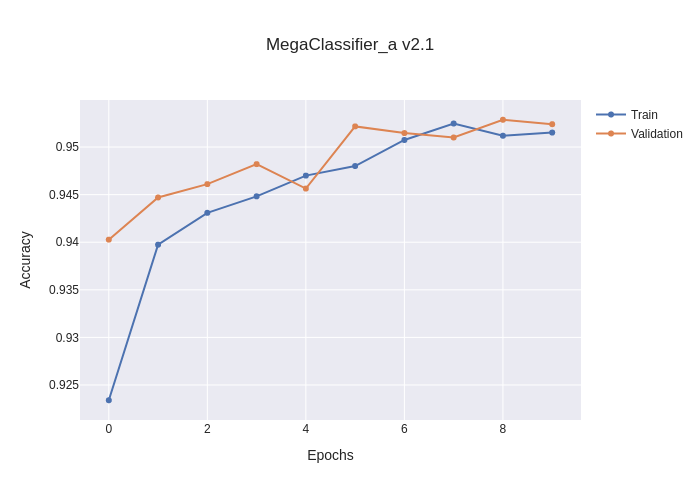 MegaClassifier_a v2.1
Train
Validation
0.95
0.945
0.94
0.935
0.93
0.925
Accuracy
0 2 4 6 8
Epochs